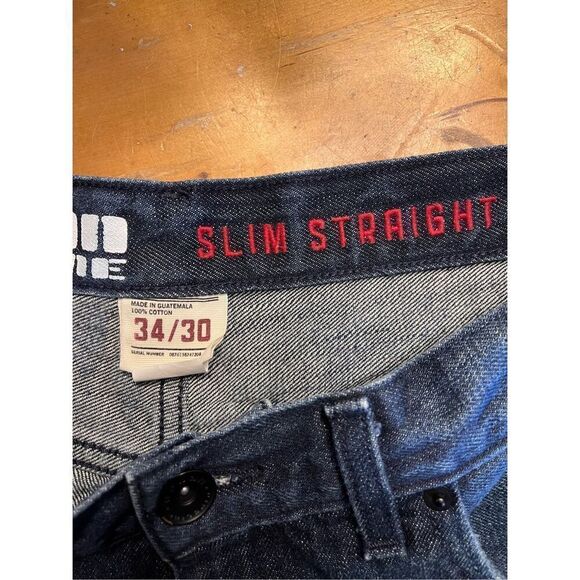 SLIM STRAIGHT
MADE IN GUATEMALA
100% COTTON
34/30
SERIAL NUMBER